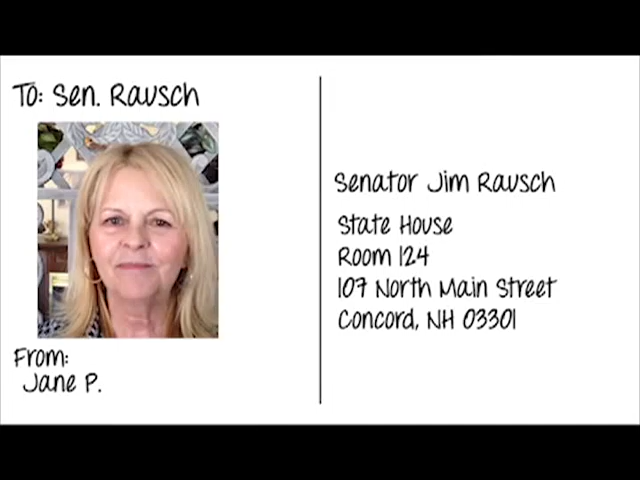 To: Sen. Rausch
From:
Jane P.
Senator Jim Rausch
State House
Room 124
107 North Main Street
Concord, NH 03301